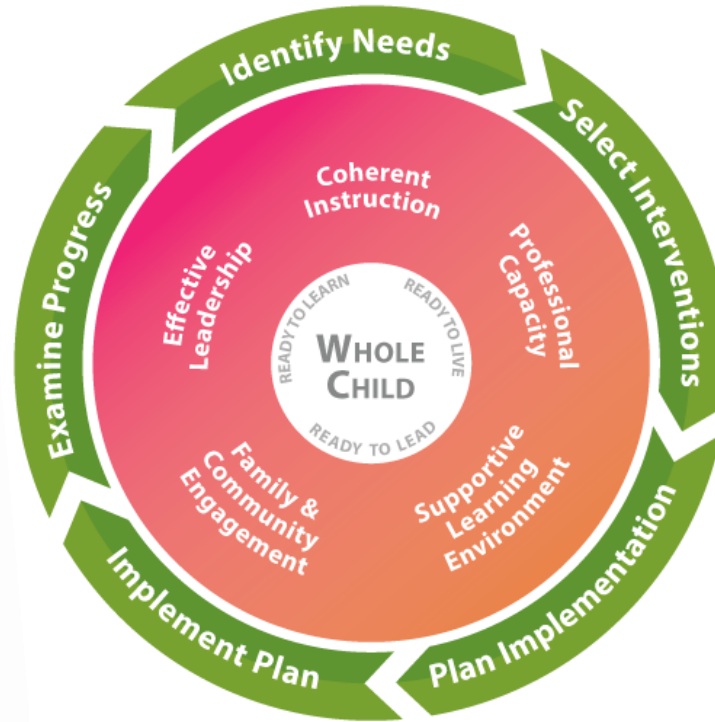 Identify Needs
Select Interventions
Plan Implementation
Implement Plan
Examine Progress
Coherent
Instruction
Professional
Capacity
Supportive
Learning
Environment
Family &
Community
Engagement
Effective
Leadership
READY TO LEARN
READY TO LIVE
READY TO LEAD
WHOLE
CHILD